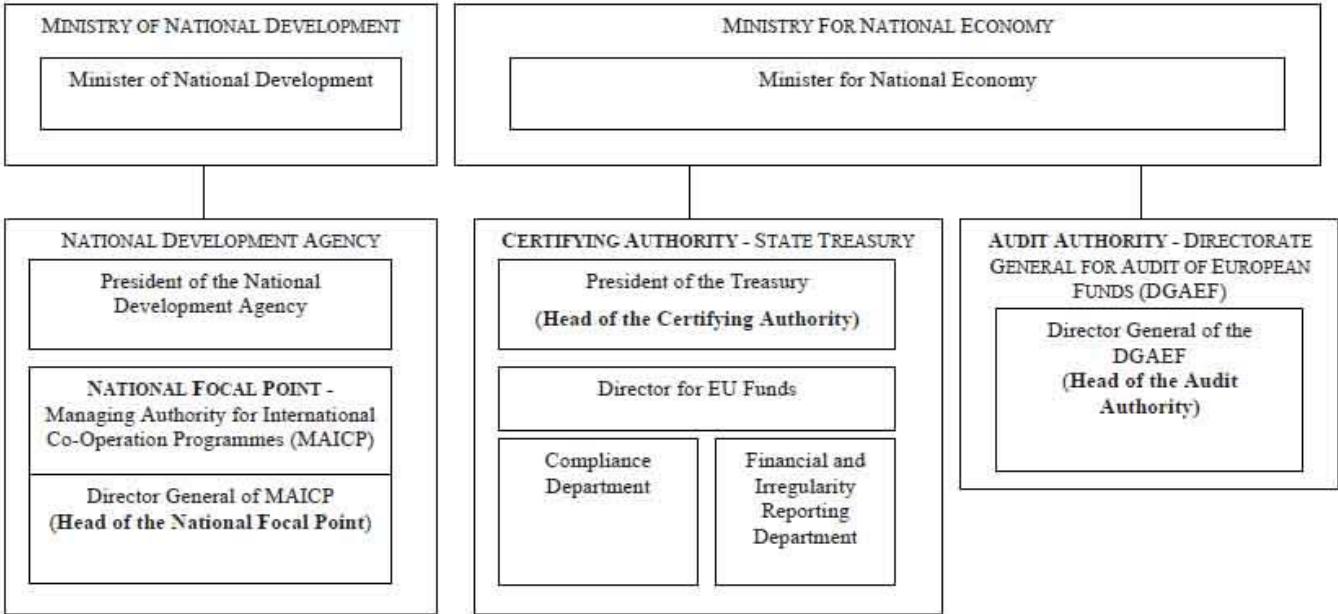 MINISTRY OF NATIONAL DEVELOPMENT
Minister of National Development
MINISTRY FOR NATIONAL ECONOMY
Minister for National Economy
NATIONAL DEVELOPMENT AGENCY
President of the National
Development Agency
NATIONAL FOCAL POINT -
Managing Authority for International
Co-Operation Programmes (MAICP)
Director General of MAICP
(Head of the National Focal Point)
CERTIFYING AUTHORITY - STATE TREASURY
President of the Treasury
(Head of the Certifying Authority)
Director for EU Funds
Compliance
Department
Financial and
Irregularity
Reporting
Department
AUDIT AUTHORITY - DIRECTORATE
GENERAL FOR AUDIT OF EUROPEAN
FUNDS (DGAEF)
Director General of the
DGAEF
(Head of the Audit
Authority)